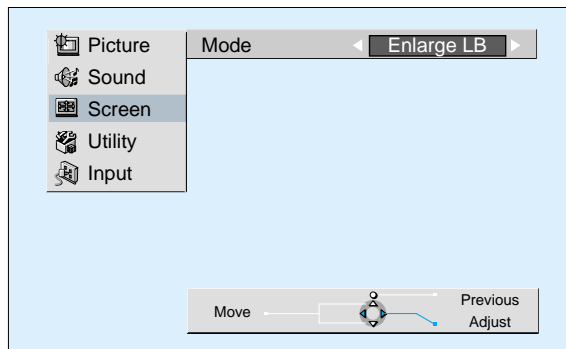 Picture
Sound
Screen
Utility
Input
Mode
Enlarge LB
Move
Previous
Adjust